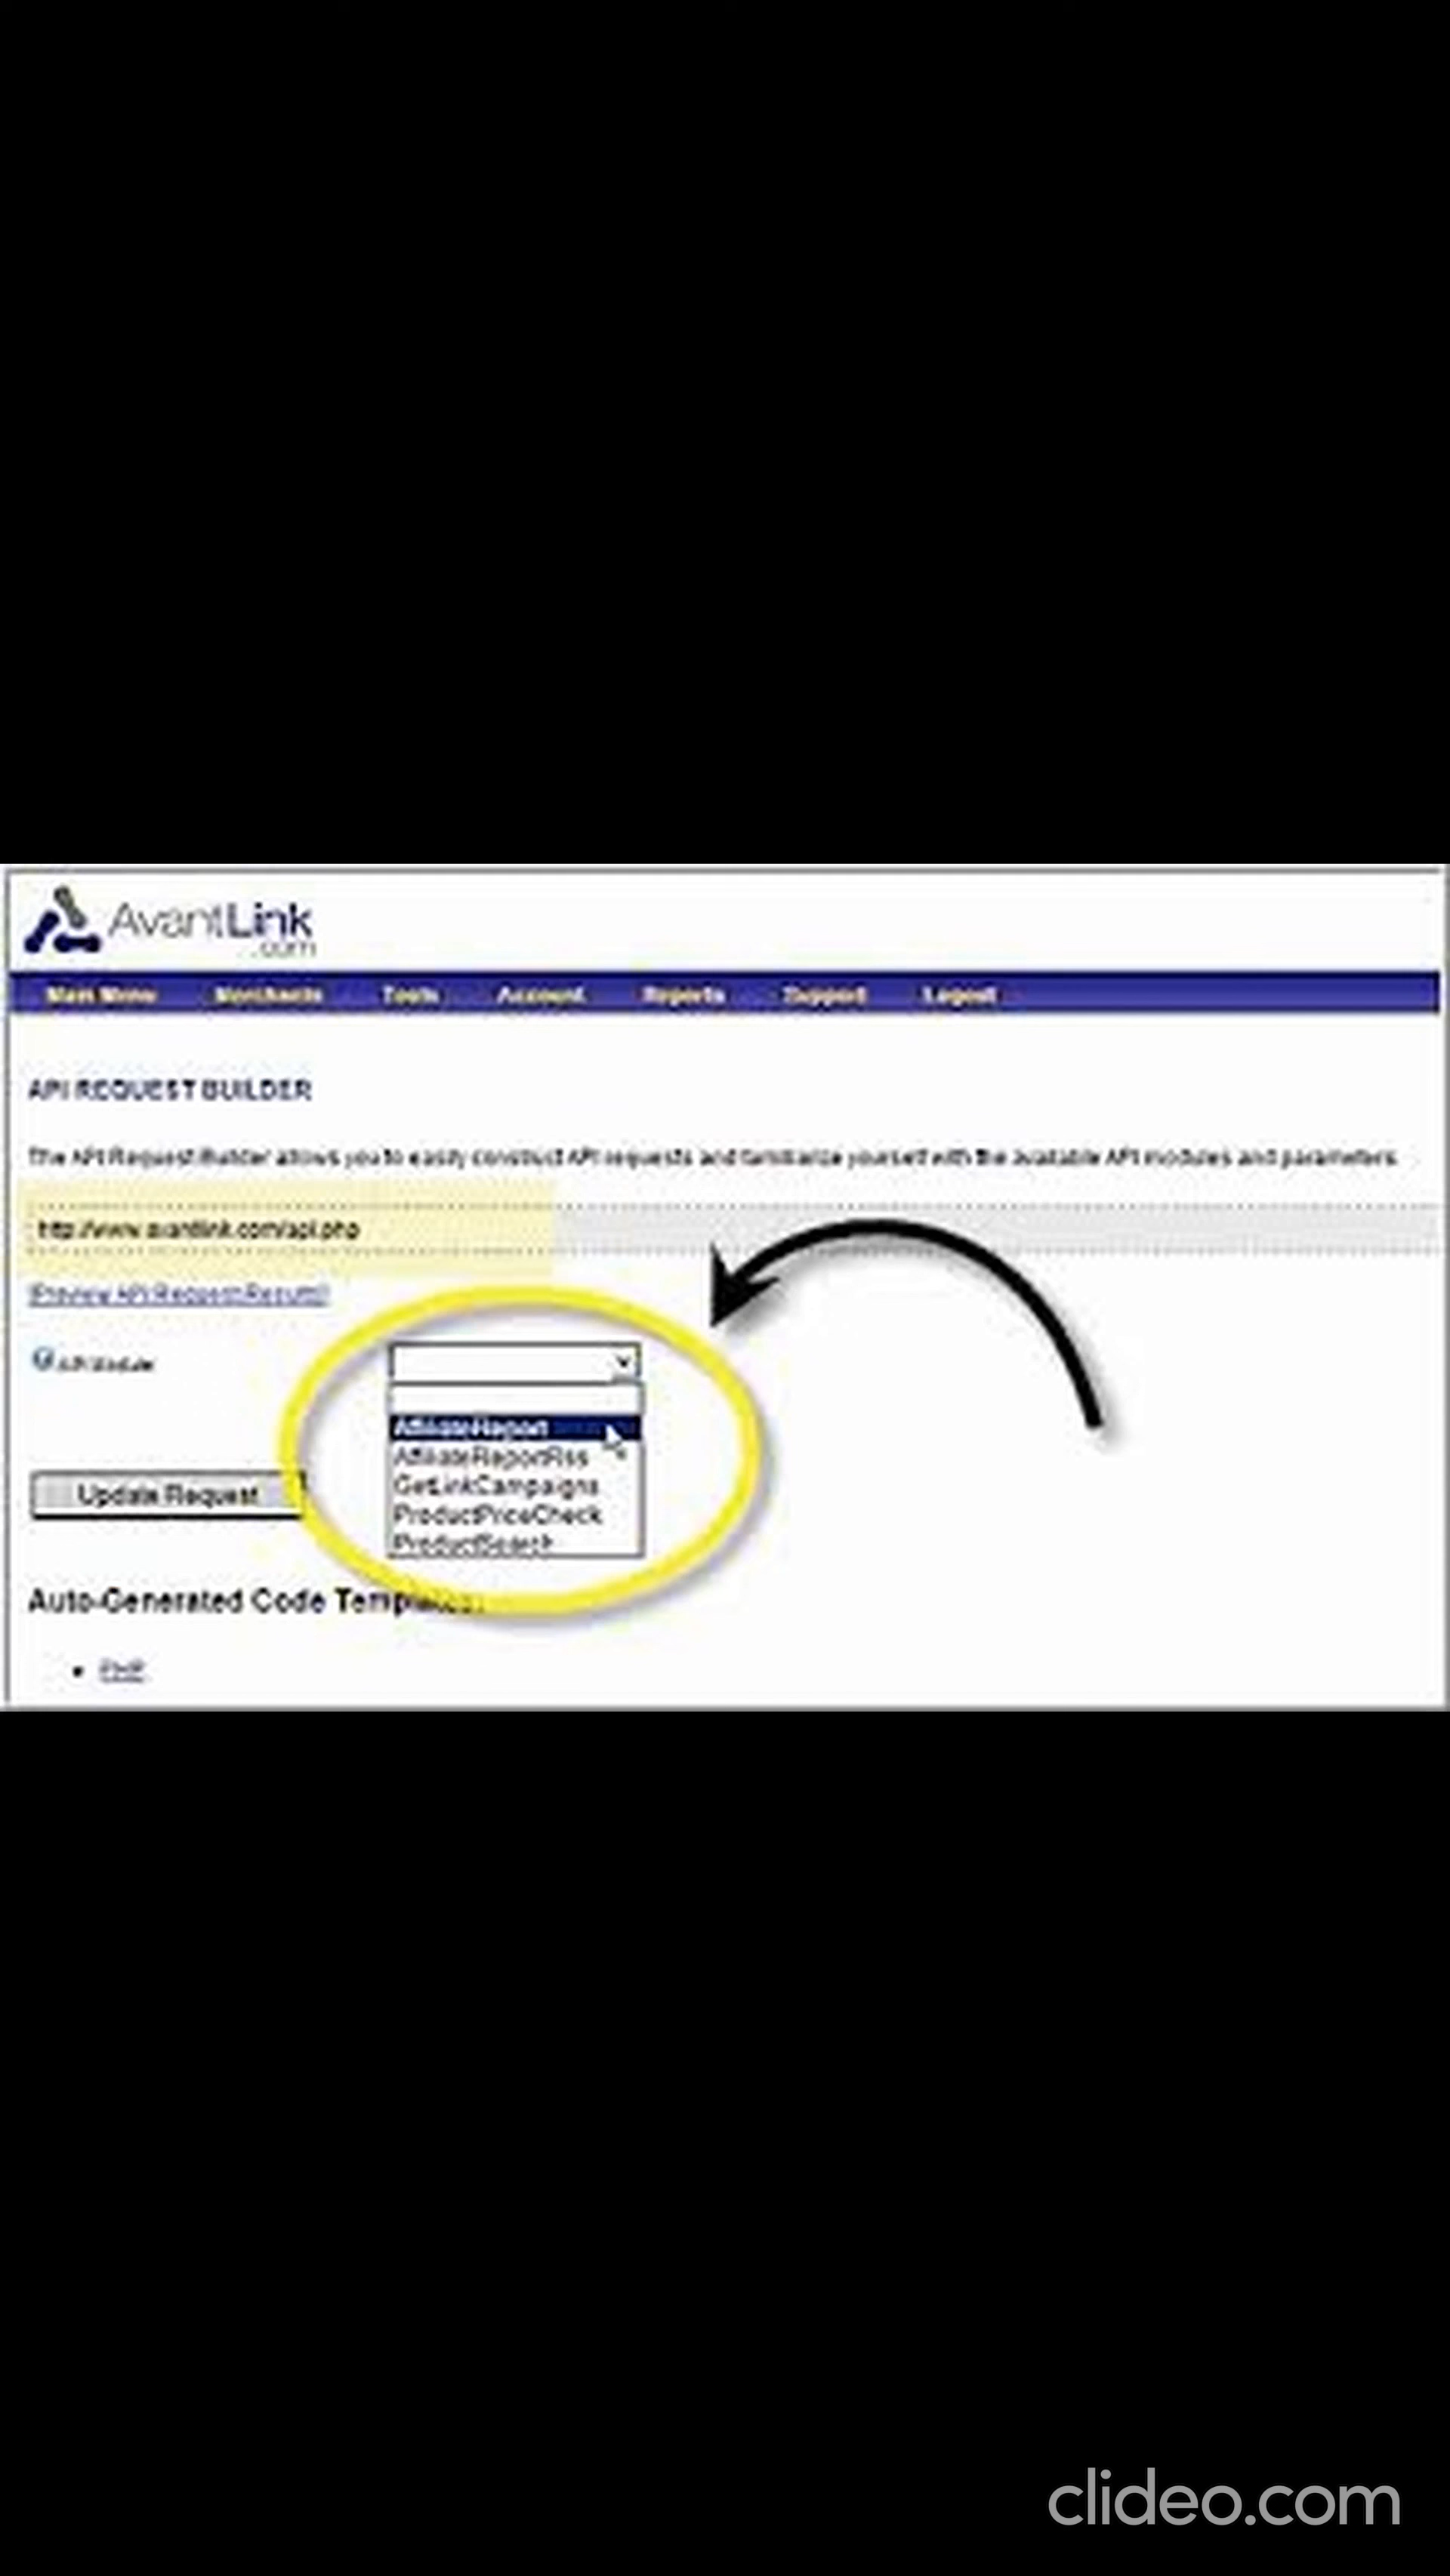 AvantLink
.com
Main Menu Merchants Tools Account Reports Support Logout
API REQUEST BUILDER
The API Request Builder allows you to easily construct API requests and familiarize yourself with the available API modules and parameters.
http://www.avantlink.com/api.php
[Preview API Request Results]
API Module
AffiliateReport
AffiliateReportRss
GetLinkCampaigns
ProductPriceCheck
ProductSearch
Update Request
Auto-Generated Code Templates:
PHP
clideo.com